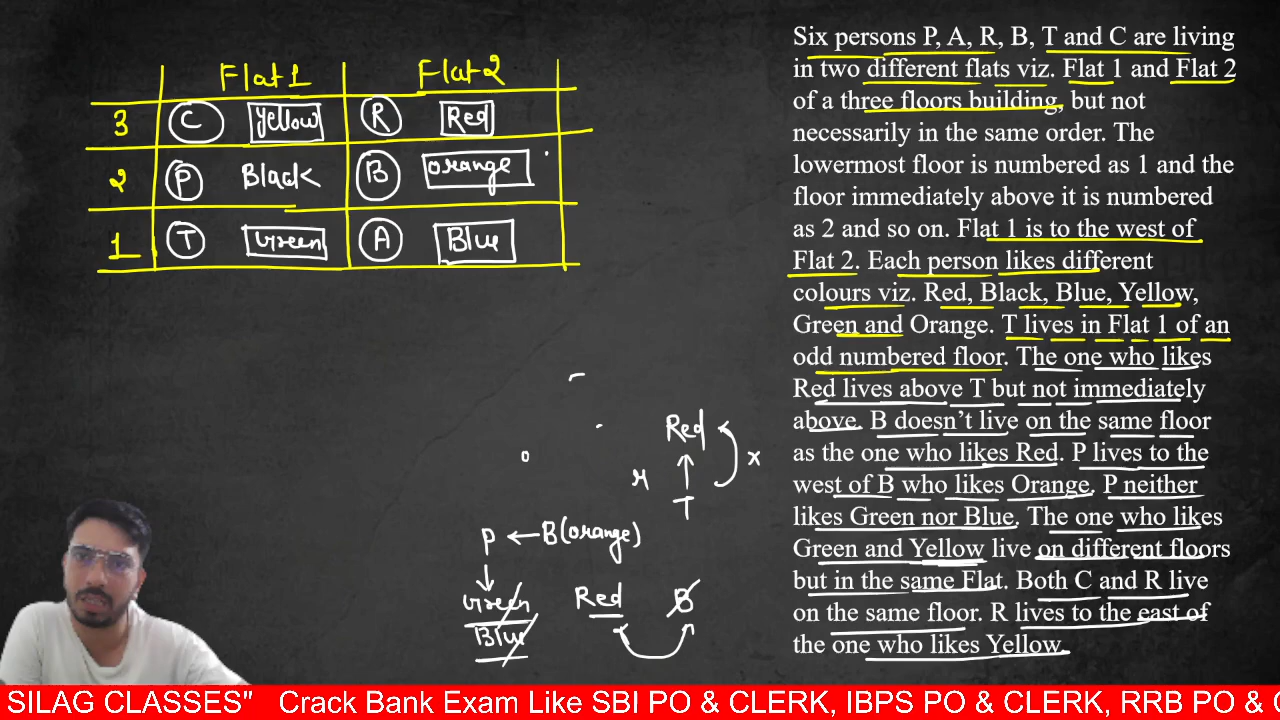 Flat 1 Flat 2
3 C Yellow R Red
2 P Black B Orange
1 T Green A Blue
Red
x
T
P ← B(Orange)
Green Red B
Blue
Six persons P, A, R, B, T and C are living
in two different flats viz. Flat 1 and Flat 2
of a three floors building, but not
necessarily in the same order. The
lowermost floor is numbered as 1 and the
floor immediately above it is numbered
as 2 and so on. Flat 1 is to the west of
Flat 2. Each person likes different
colours viz. Red, Black, Blue, Yellow,
Green and Orange. T lives in Flat 1 of an
odd numbered floor. The one who likes
Red lives above T but not immediately
above. B doesn’t live on the same floor
as the one who likes Red. P lives to the
west of B who likes Orange. P neither
likes Green nor Blue. The one who likes
Green and Yellow live on different floors
but in the same Flat. Both C and R live
on the same floor. R lives to the east of
the one who likes Yellow.
SILAG CLASSES" Crack Bank Exam Like SBI PO & CLERK, IBPS PO & CLERK, RRB PO & C